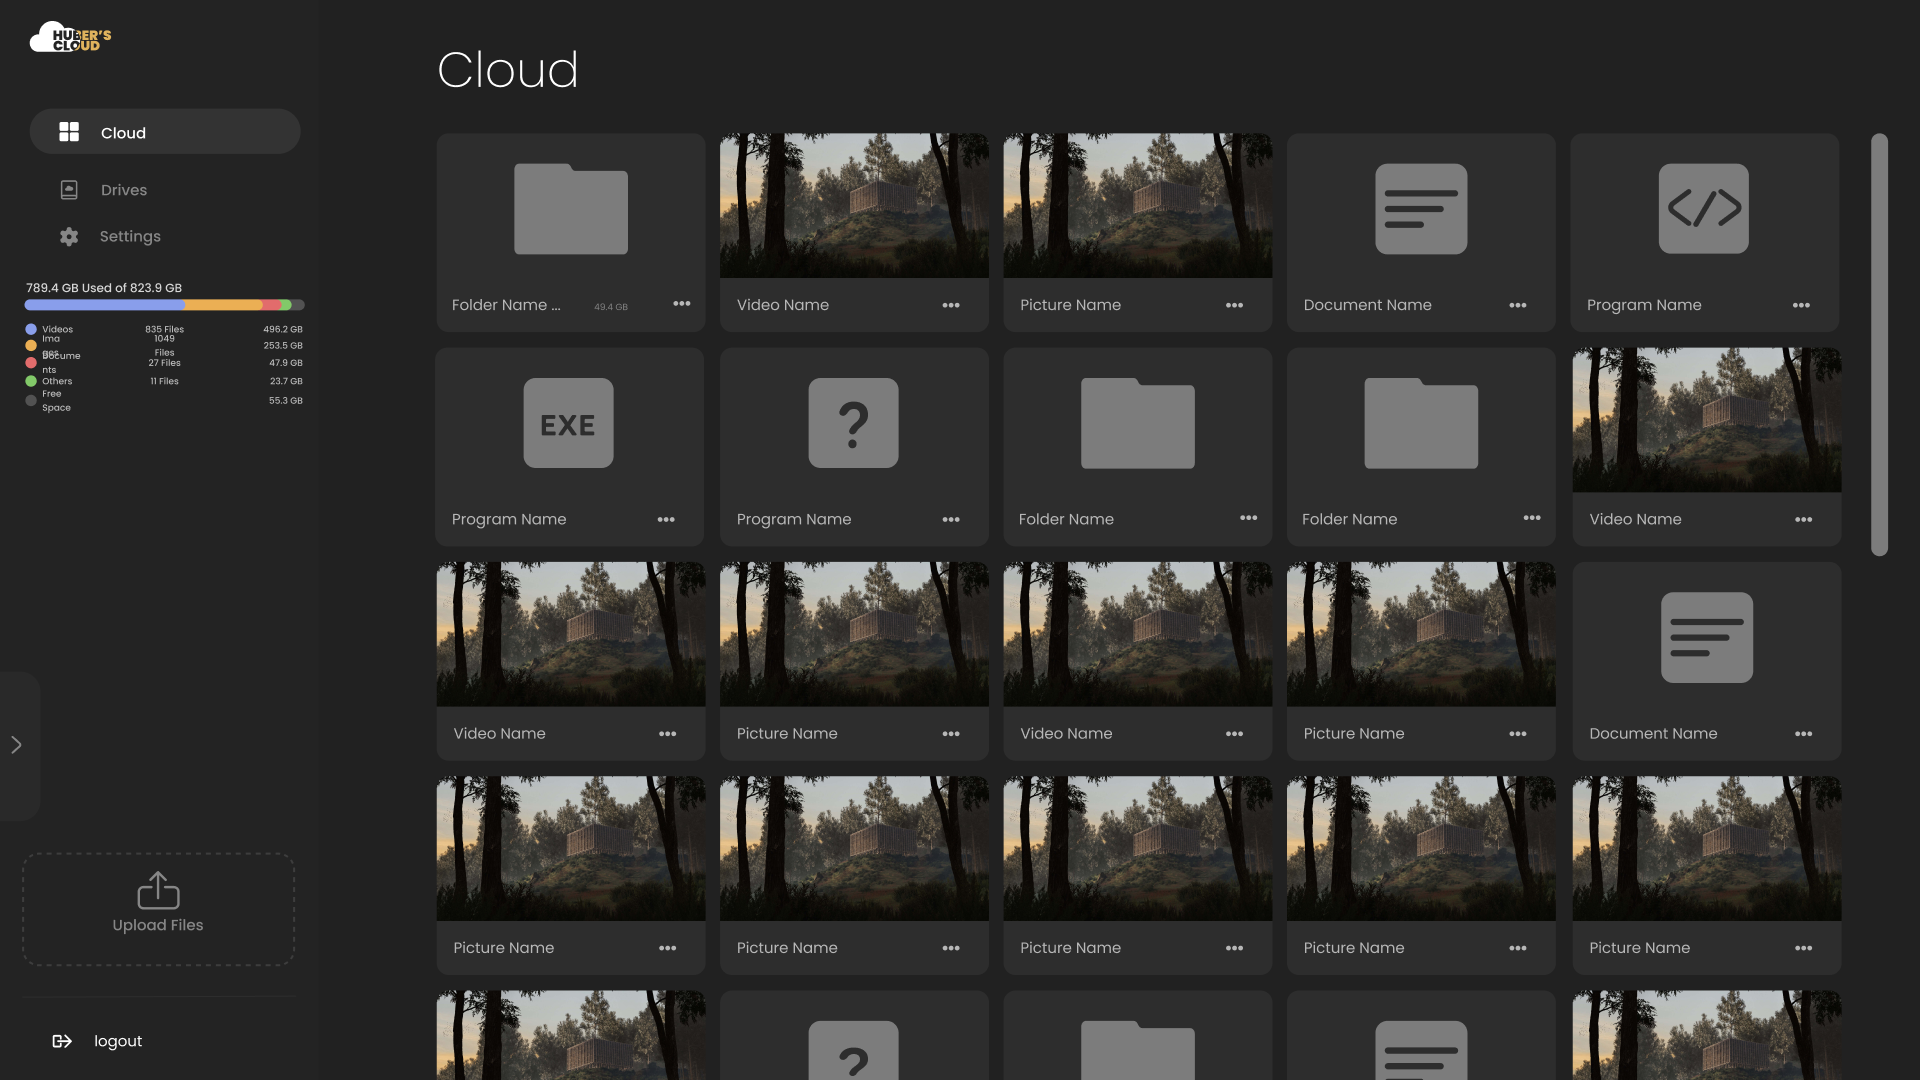 HUBER'S
CLOUD
Cloud
Drives
Settings
789.4 GB Used of 823.9 GB
Videos 835 Files 496.2 GB
Ima
ges 1049
Files 253.5 GB
Docume
nts 27 Files 47.9 GB
Others 11 Files 23.7 GB
Free
Space 55.3 GB
Upload Files
logout
Cloud
Folder Name ... 49.4 GB
Video Name
Picture Name
Document Name
</>
Program Name
EXE
Program Name
?
Program Name
Folder Name
Folder Name
Video Name
Video Name
Picture Name
Video Name
Picture Name
Document Name
Picture Name
Picture Name
Picture Name
Picture Name
Picture Name
?